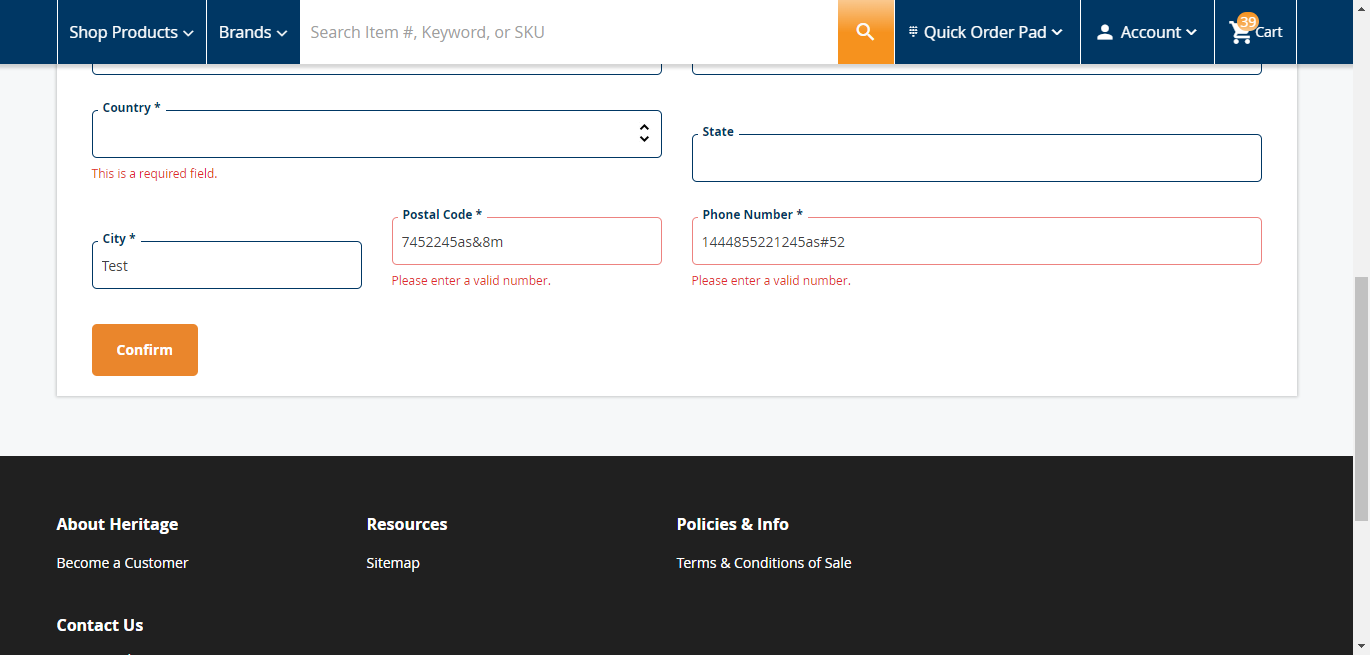 Shop Products
Brands
Search Item #, Keyword, or SKU
Quick Order Pad
Account
39
Cart
Country *
This is a required field.
State
City *
Test
Postal Code *
7452245as&8m
Please enter a valid number.
Phone Number *
1444855221245as#52
Please enter a valid number.
Confirm
About Heritage
Become a Customer
Resources
Sitemap
Policies & Info
Terms & Conditions of Sale
Contact Us